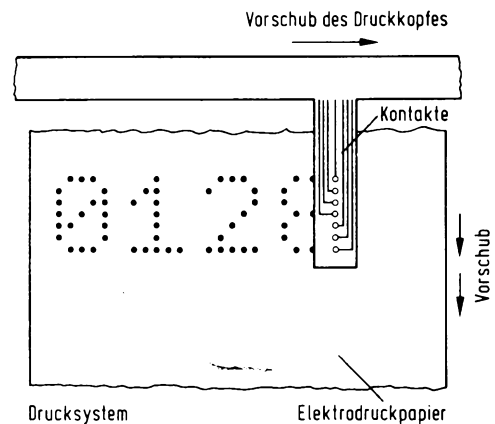 Vorschub des Druckkopfes
Kontakte
012
Vorschub
Drucksystem
Elektrodruckpapier